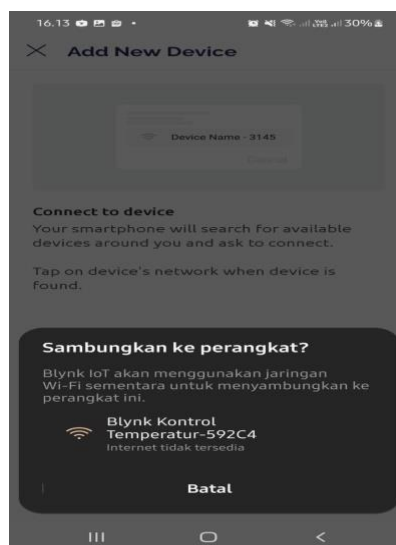 16.13
30%
Add New Device
Device Name - 3145
Cancel
Connect to device
Your smartphone will search for available
devices around you and ask to connect.
Tap on device's network when device is
found.
Sambungkan ke perangkat?
Blynk IoT akan menggunakan jaringan
Wi-Fi sementara untuk menyambungkan ke
perangkat ini.
Blynk Kontrol
Temperatur-592C4
Internet tidak tersedia
Batal